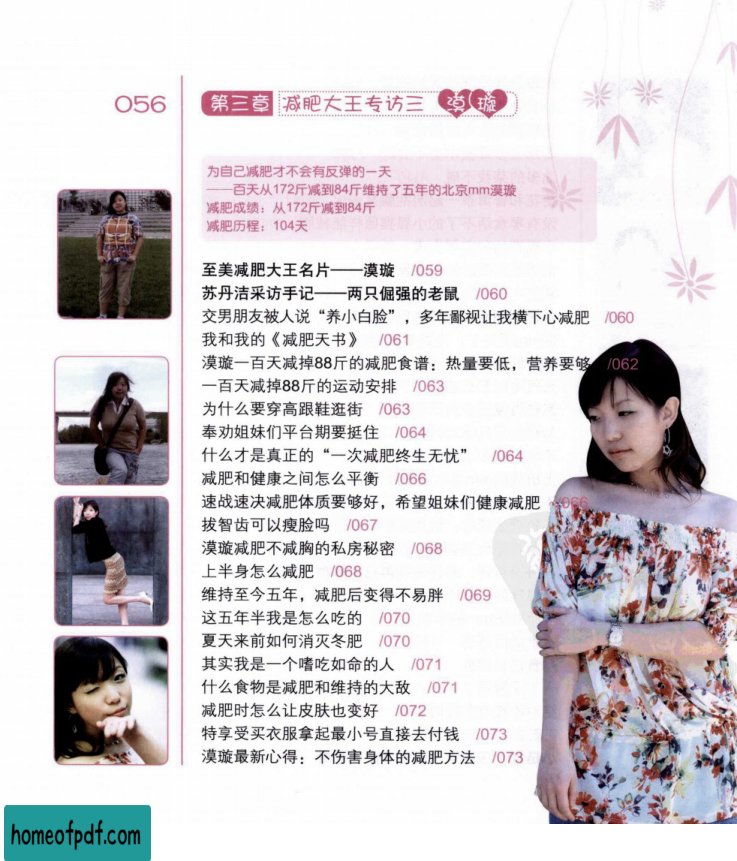 056
第三章 减肥大王专访三 漠 璇
为自己减肥才不会有反弹的一天
——百天从172斤减到84斤维持了五年的北京mm漠璇
减肥成绩：从172斤减到84斤
减肥历程：104天
至美减肥大王名片——漠璇 /059
苏丹洁采访手记——两只倔强的老鼠 /060
交男朋友被人说“养小白脸”，多年鄙视让我横下心减肥 /060
我和我的《减肥天书》 /061
漠璇一百天减掉88斤的减肥食谱：热量要低，营养要够 /062
一百天减掉88斤的运动安排 /063
为什么要穿高跟鞋逛街 /063
奉劝姐妹们平台期要挺住 /064
什么才是真正的“一次减肥终生无忧” /064
减肥和健康之间怎么平衡 /066
速战速决减肥体质要够好，希望姐妹们健康减肥 /066
拔智齿可以瘦脸吗 /067
漠璇减肥不减胸的私房秘密 /068
上半身怎么减肥 /068
维持至今五年，减肥后变得不易胖 /069
这五年半我是怎么吃的 /070
夏天来前如何消灭冬肥 /070
其实我是一个嗜吃如命的人 /071
什么食物是减肥和维持的大敌 /071
减肥时怎么让皮肤也变好 /072
特享受买衣服拿起最小号直接去付钱 /073
漠璇最新心得：不伤害身体的减肥方法 /073
homeofpdf.com